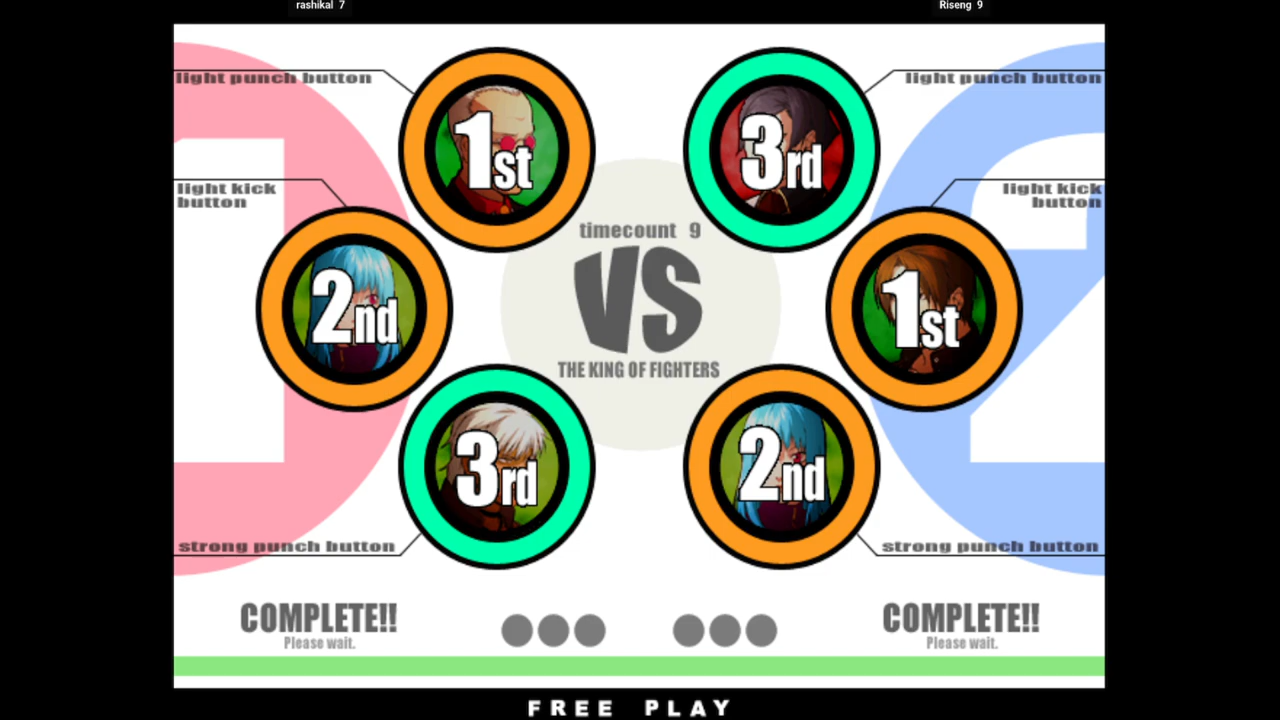 rashikal 7
Riseng 9
light punch button
light punch button
1st
3rd
light kick
button
light kick
button
timecount 9
VS
THE KING OF FIGHTERS
2nd
1st
3rd
2nd
strong punch button
strong punch button
COMPLETE!!
Please wait.
COMPLETE!!
Please wait.
FREE PLAY
1
2